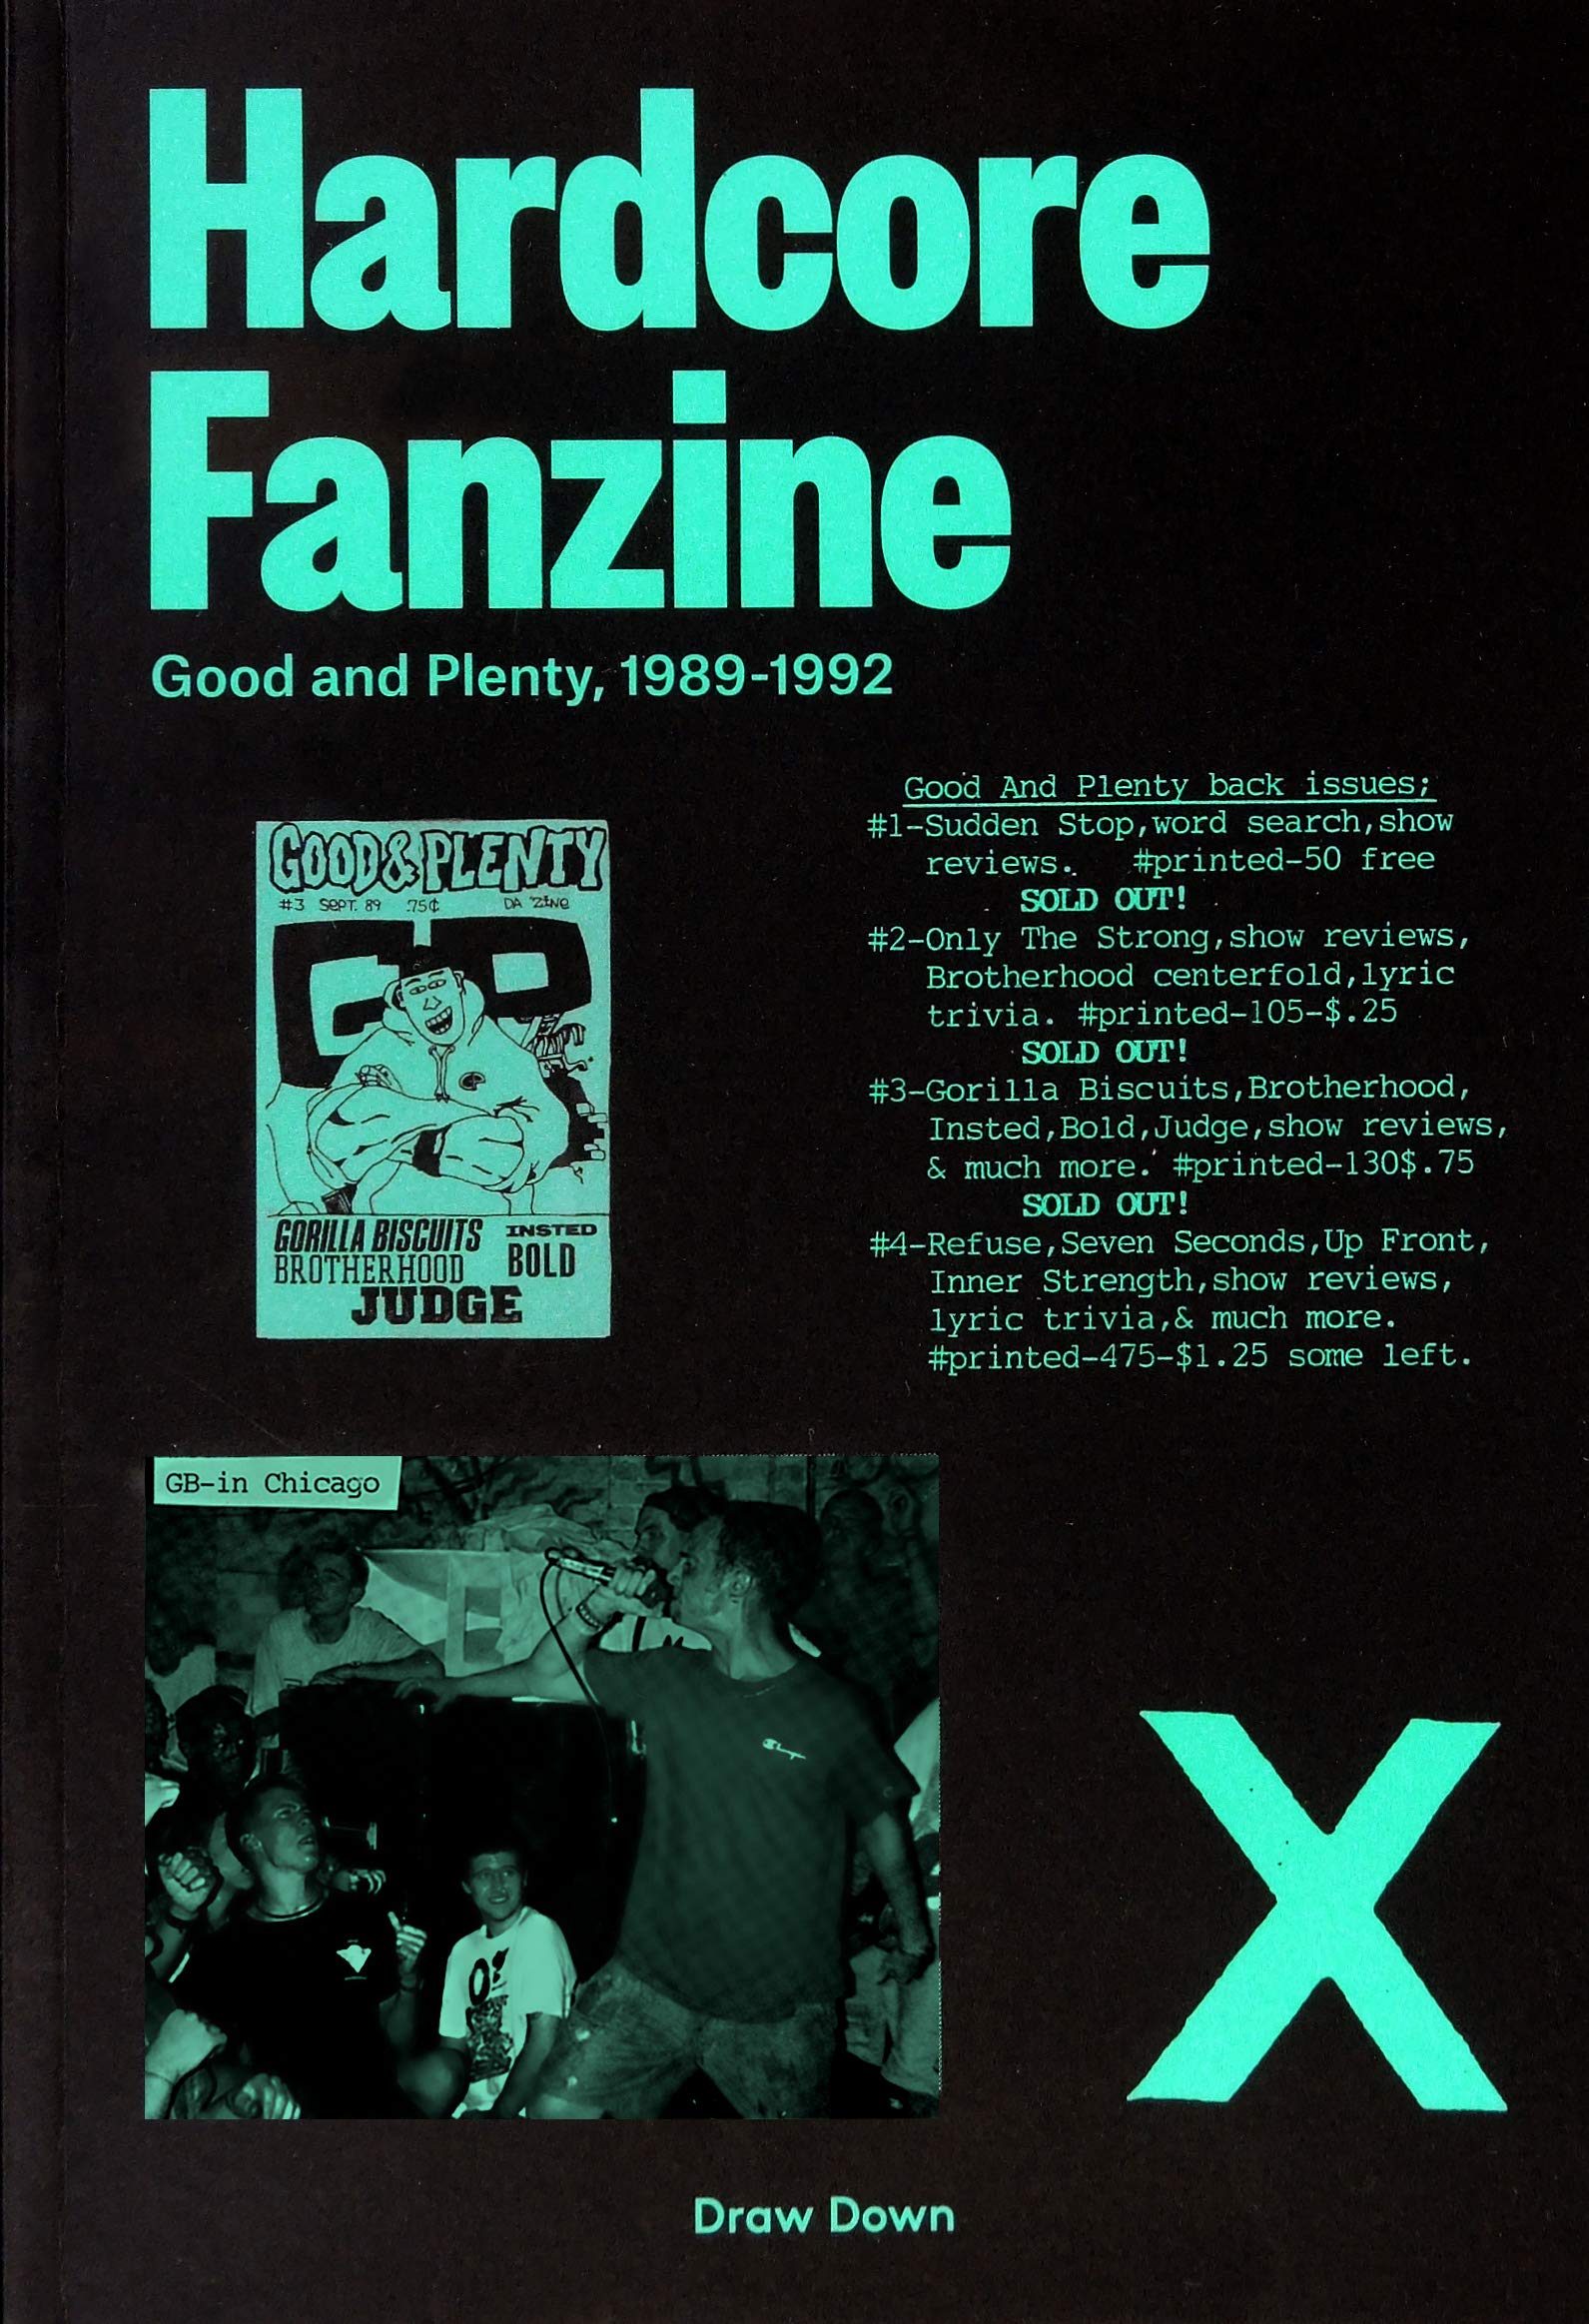 Hardcore
Fanzine
Good and Plenty, 1989-1992
GOOD & PLENTY
#3 SEPT. 89 .75¢ DA 'ZINE
GORILLA BISCUITS
BROTHERHOOD
INSTED
BOLD
JUDGE
Good And Plenty back issues;
#1-Sudden Stop,word search,show
reviews. #printed-50 free
SOLD OUT!
#2-Only The Strong,show reviews,
Brotherhood centerfold,lyric
trivia. #printed-105-$.25
SOLD OUT!
#3-Gorilla Biscuits,Brotherhood,
Insted,Bold,Judge,show reviews,
& much more. #printed-130$.75
SOLD OUT!
#4-Refuse,Seven Seconds,Up Front,
Inner Strength,show reviews,
lyric trivia,& much more.
#printed-475-$1.25 some left.
GB-in Chicago
Champion
X
Draw Down